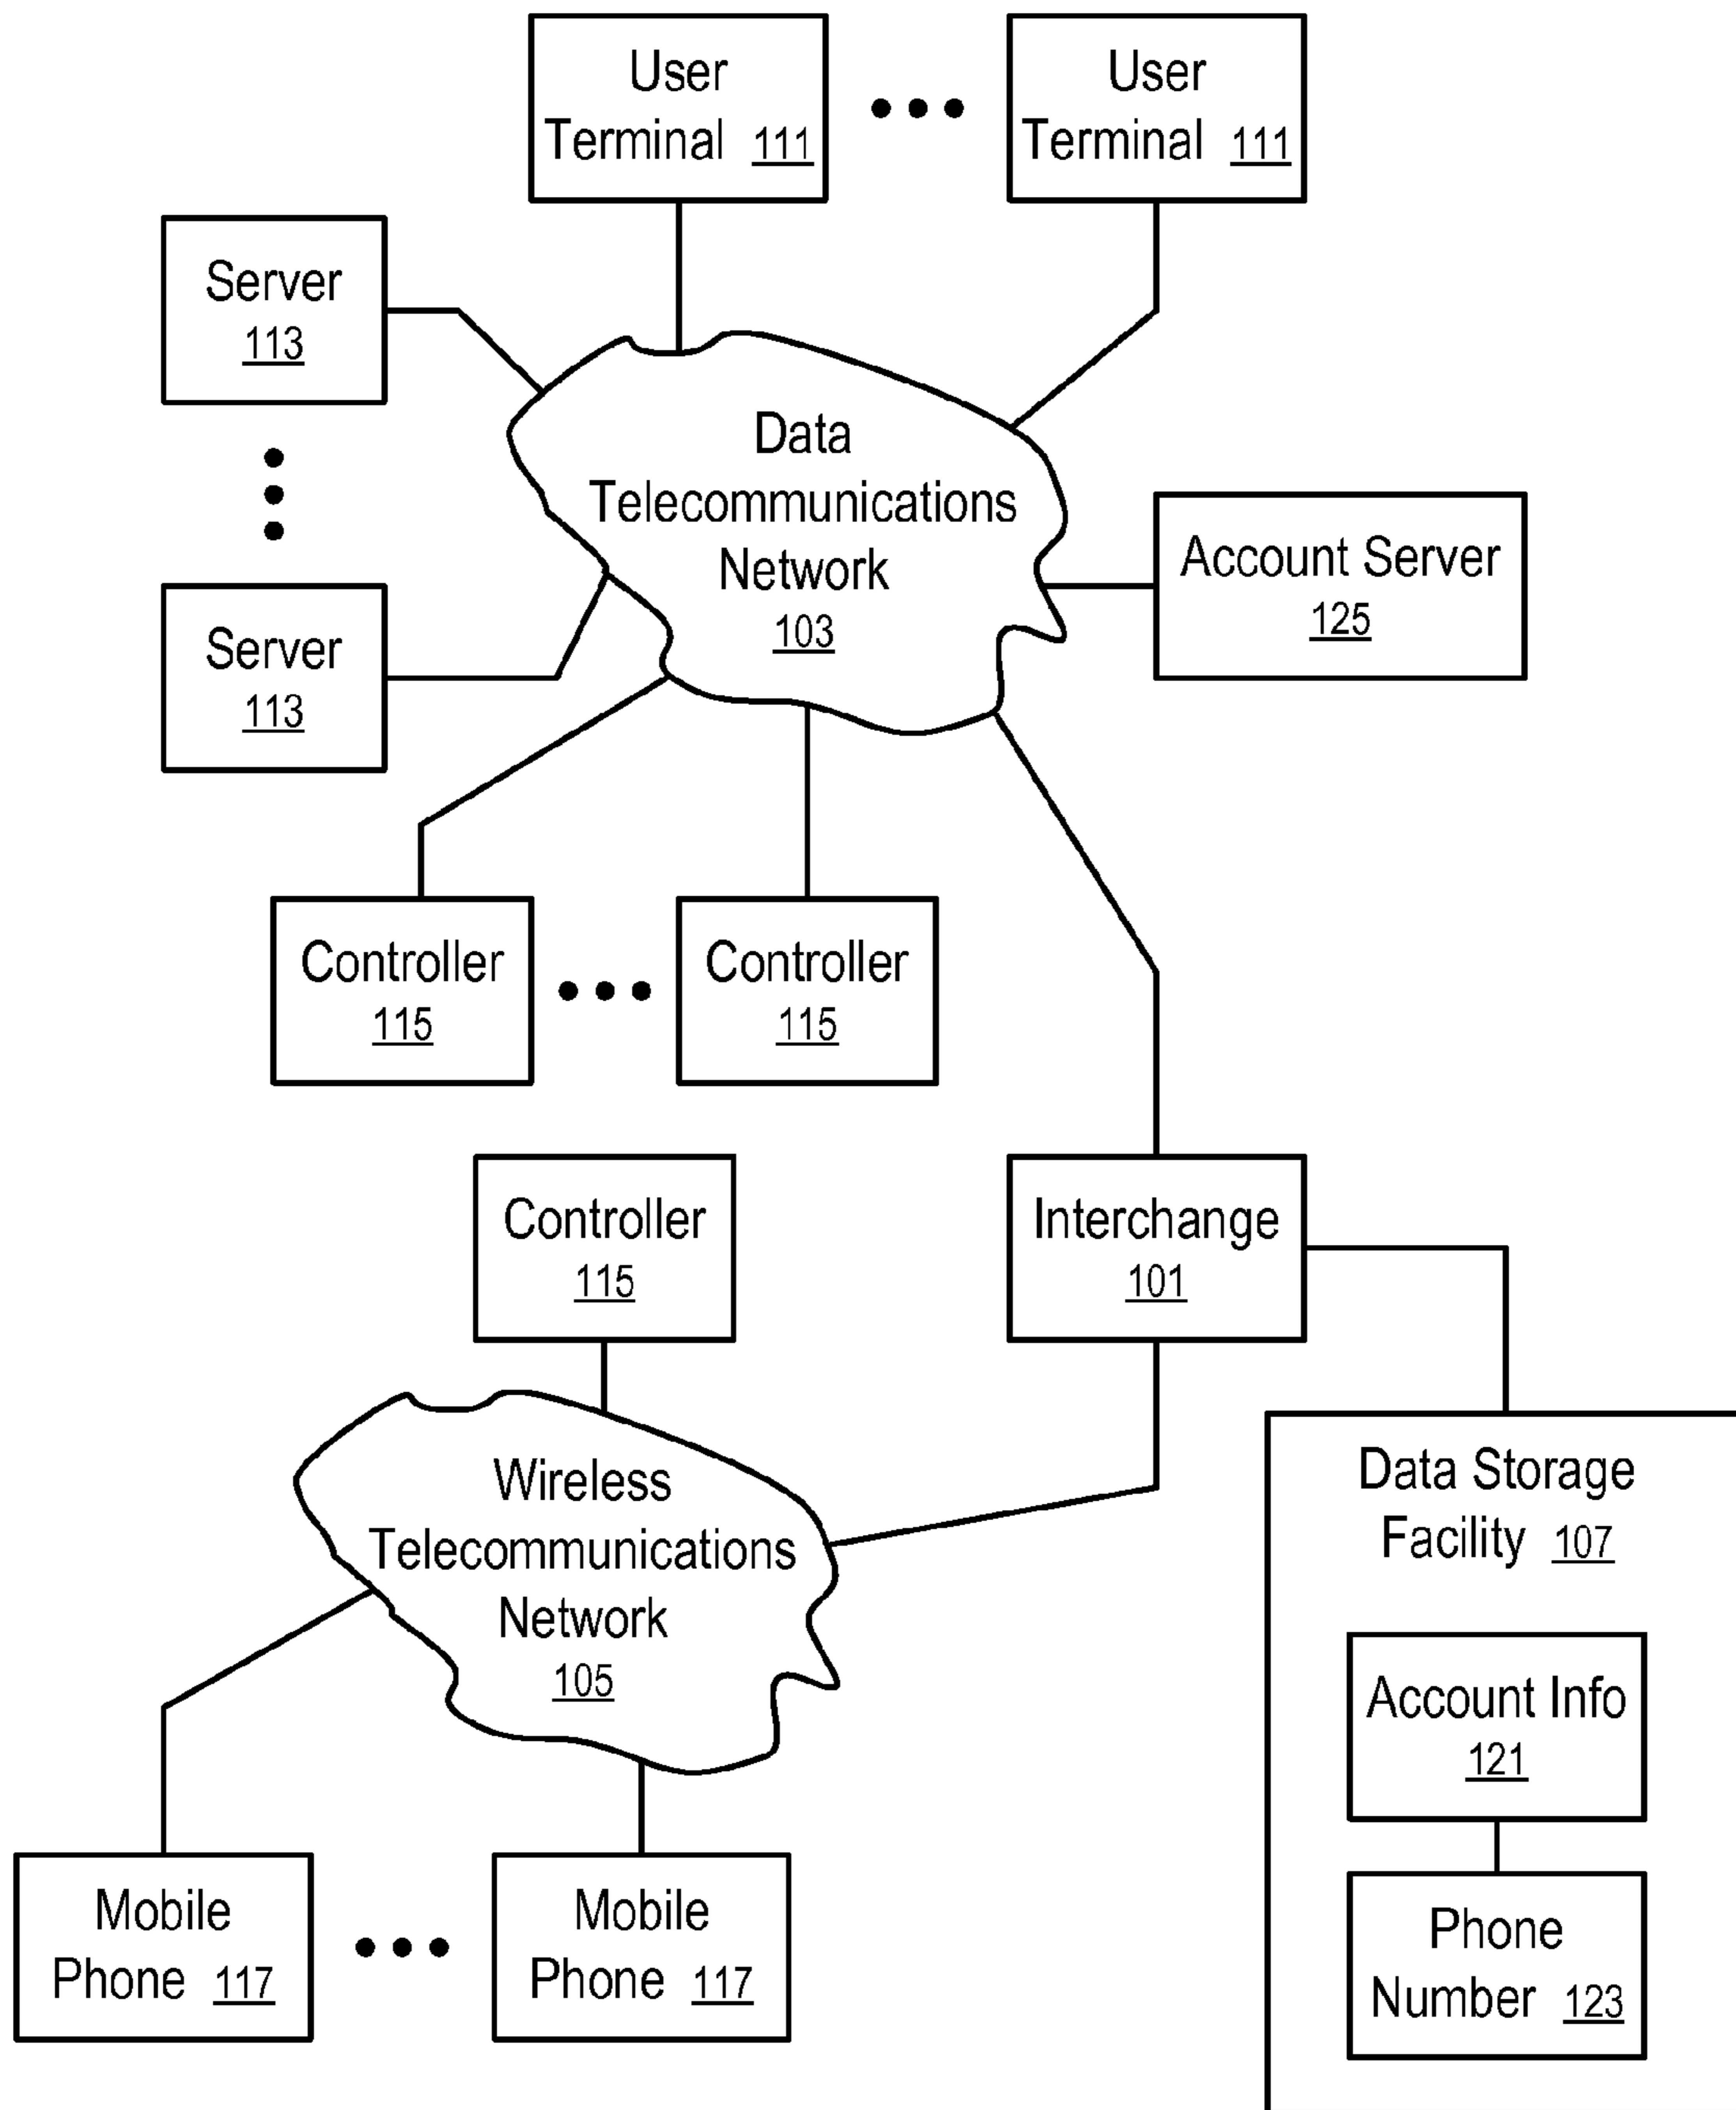 User
Terminal 111
User
Terminal 111
Server
113
Data
Telecommunications
Network
103
Account Server
125
Server
113
Controller
115
Controller
115
Controller
115
Interchange
101
Wireless
Telecommunications
Network
105
Data Storage
Facility 107
Account Info
121
Phone
Number 123
Mobile
Phone 117
Mobile
Phone 117